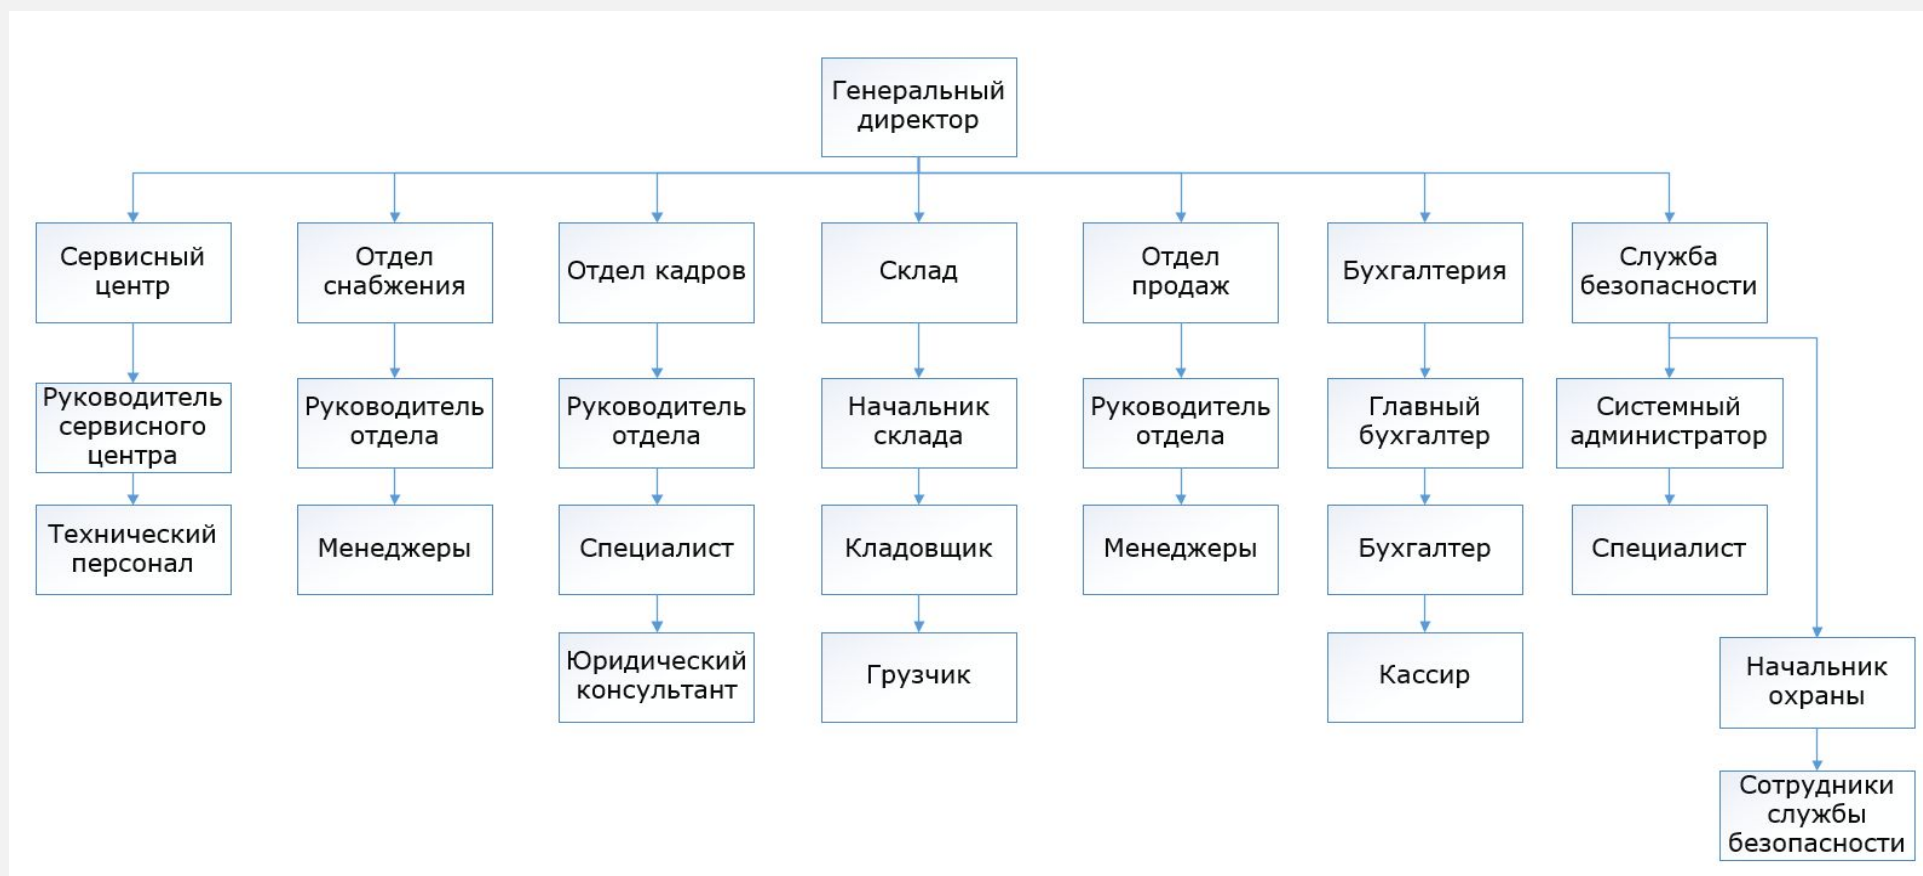 Генеральный
директор
Сервисный
центр
Отдел
снабжения
Отдел кадров
Склад
Отдел
продаж
Бухгалтерия
Служба
безопасности
Руководитель
сервисного
центра
Руководитель
отдела
Руководитель
отдела
Начальник
склада
Руководитель
отдела
Главный
бухгалтер
Системный
администратор
Технический
персонал
Менеджеры
Специалист
Кладовщик
Менеджеры
Бухгалтер
Специалист
Юридический
консультант
Грузчик
Кассир
Начальник
охраны
Сотрудники
службы
безопасности